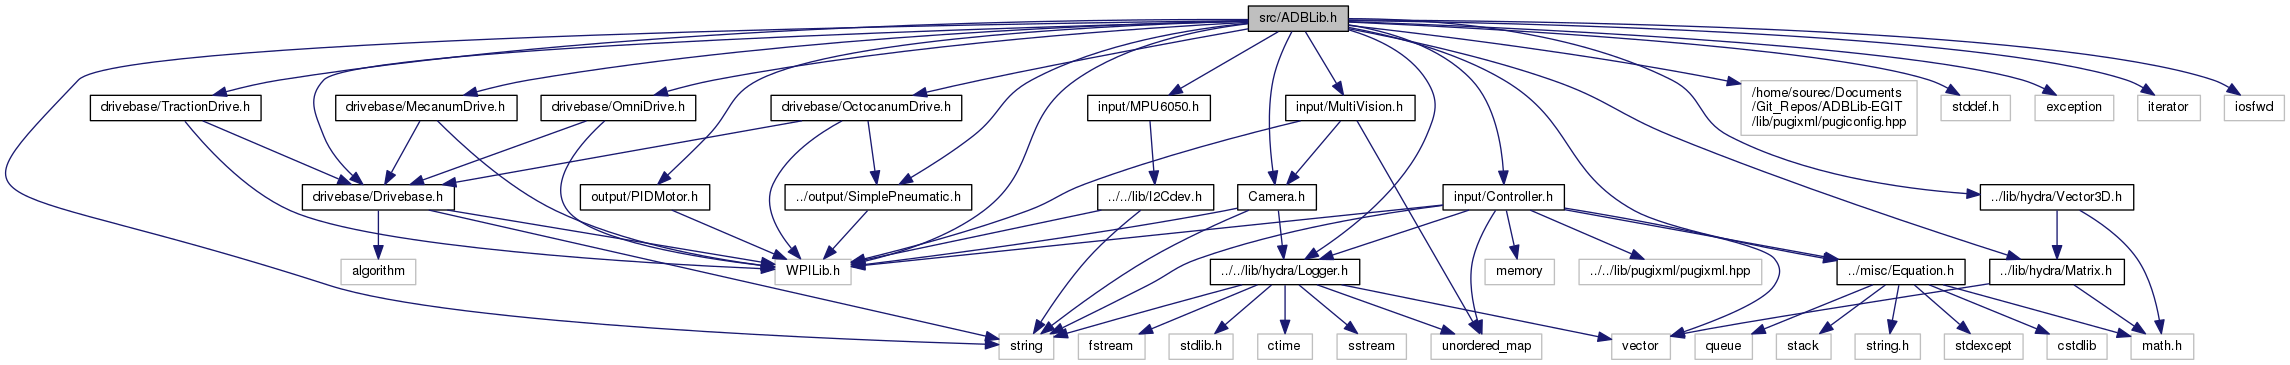 src/ADBLib.h
drivebase/TractionDrive.h
drivebase/MecanumDrive.h
drivebase/OmniDrive.h
drivebase/OctocanumDrive.h
input/MPU6050.h
input/MultiVision.h
/home/sourec/Documents
/Git_Repos/ADBLib-EGIT
/lib/pugixml/pugiconfig.hpp
stddef.h
exception
iterator
iosfwd
drivebase/Drivebase.h
output/PIDMotor.h
../output/SimplePneumatic.h
../../lib/I2Cdev.h
Camera.h
input/Controller.h
../lib/hydra/Vector3D.h
algorithm
WPILib.h
../../lib/hydra/Logger.h
memory
../../lib/pugixml/pugixml.hpp
../misc/Equation.h
../lib/hydra/Matrix.h
string
fstream
stdlib.h
ctime
sstream
unordered_map
vector
queue
stack
string.h
stdexcept
cstdlib
math.h